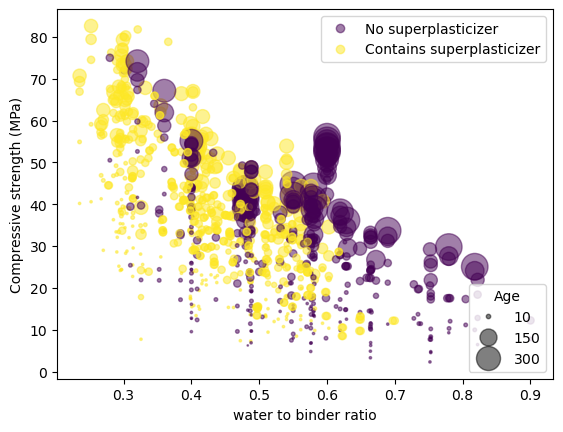 No superplasticizer
Contains superplasticizer
80
70
60
50
40
30
20
10
0
Compressive strength (MPa)
Age
10
150
300
0.3 0.4 0.5 0.6 0.7 0.8 0.9
water to binder ratio